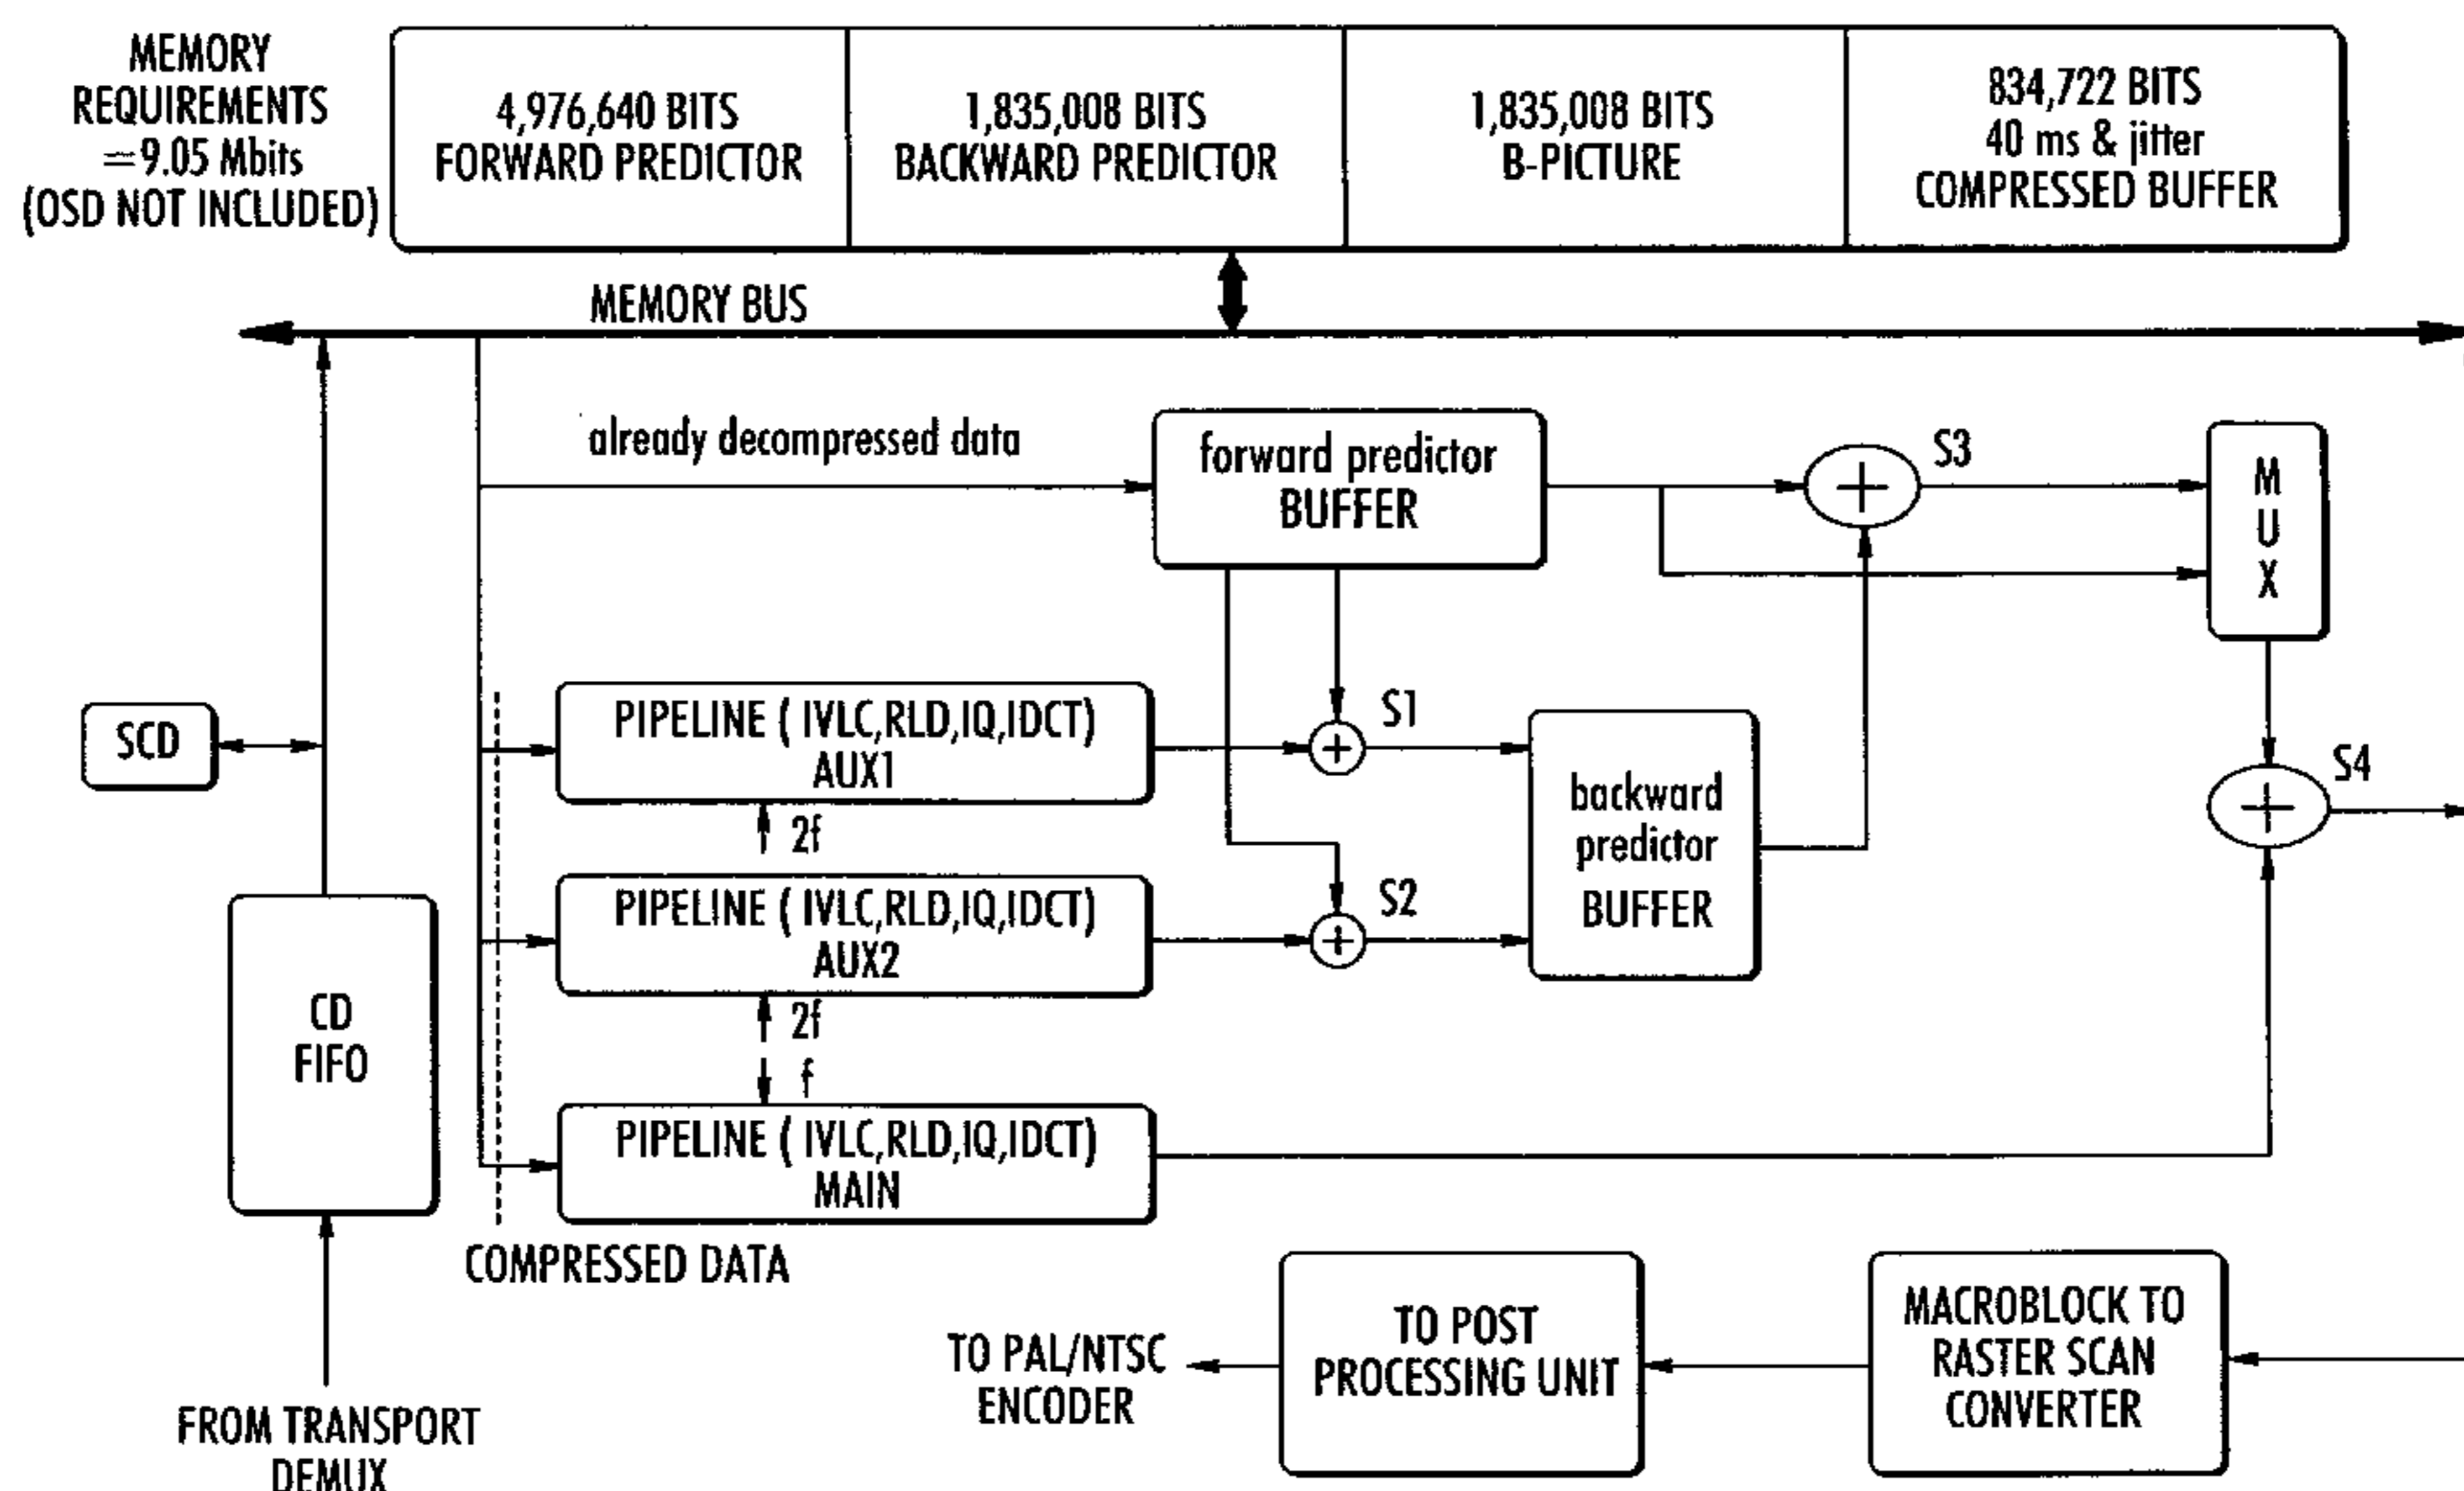 MEMORY
REQUIREMENTS
=9.05 Mbits
(OSD NOT INCLUDED)
4,976,640 BITS
FORWARD PREDICTOR
1,835,008 BITS
BACKWARD PREDICTOR
1,835,008 BITS
B-PICTURE
834,722 BITS
40 ms & jitter
COMPRESSED BUFFER
MEMORY BUS
already decompressed data
forward predictor
BUFFER
+
S3
M
U
X
SCD
PIPELINE ( IVLC,RLD,IQ,IDCT)
AUX1
+
S1
2f
backward
predictor
BUFFER
+
S4
PIPELINE ( IVLC,RLD,IQ,IDCT)
AUX2
+
S2
2f
f
CD
FIFO
PIPELINE ( IVLC,RLD,IQ,IDCT)
MAIN
COMPRESSED DATA
TO PAL/NTSC
ENCODER
TO POST
PROCESSING UNIT
MACROBLOCK TO
RASTER SCAN
CONVERTER
FROM TRANSPORT
DEMUX